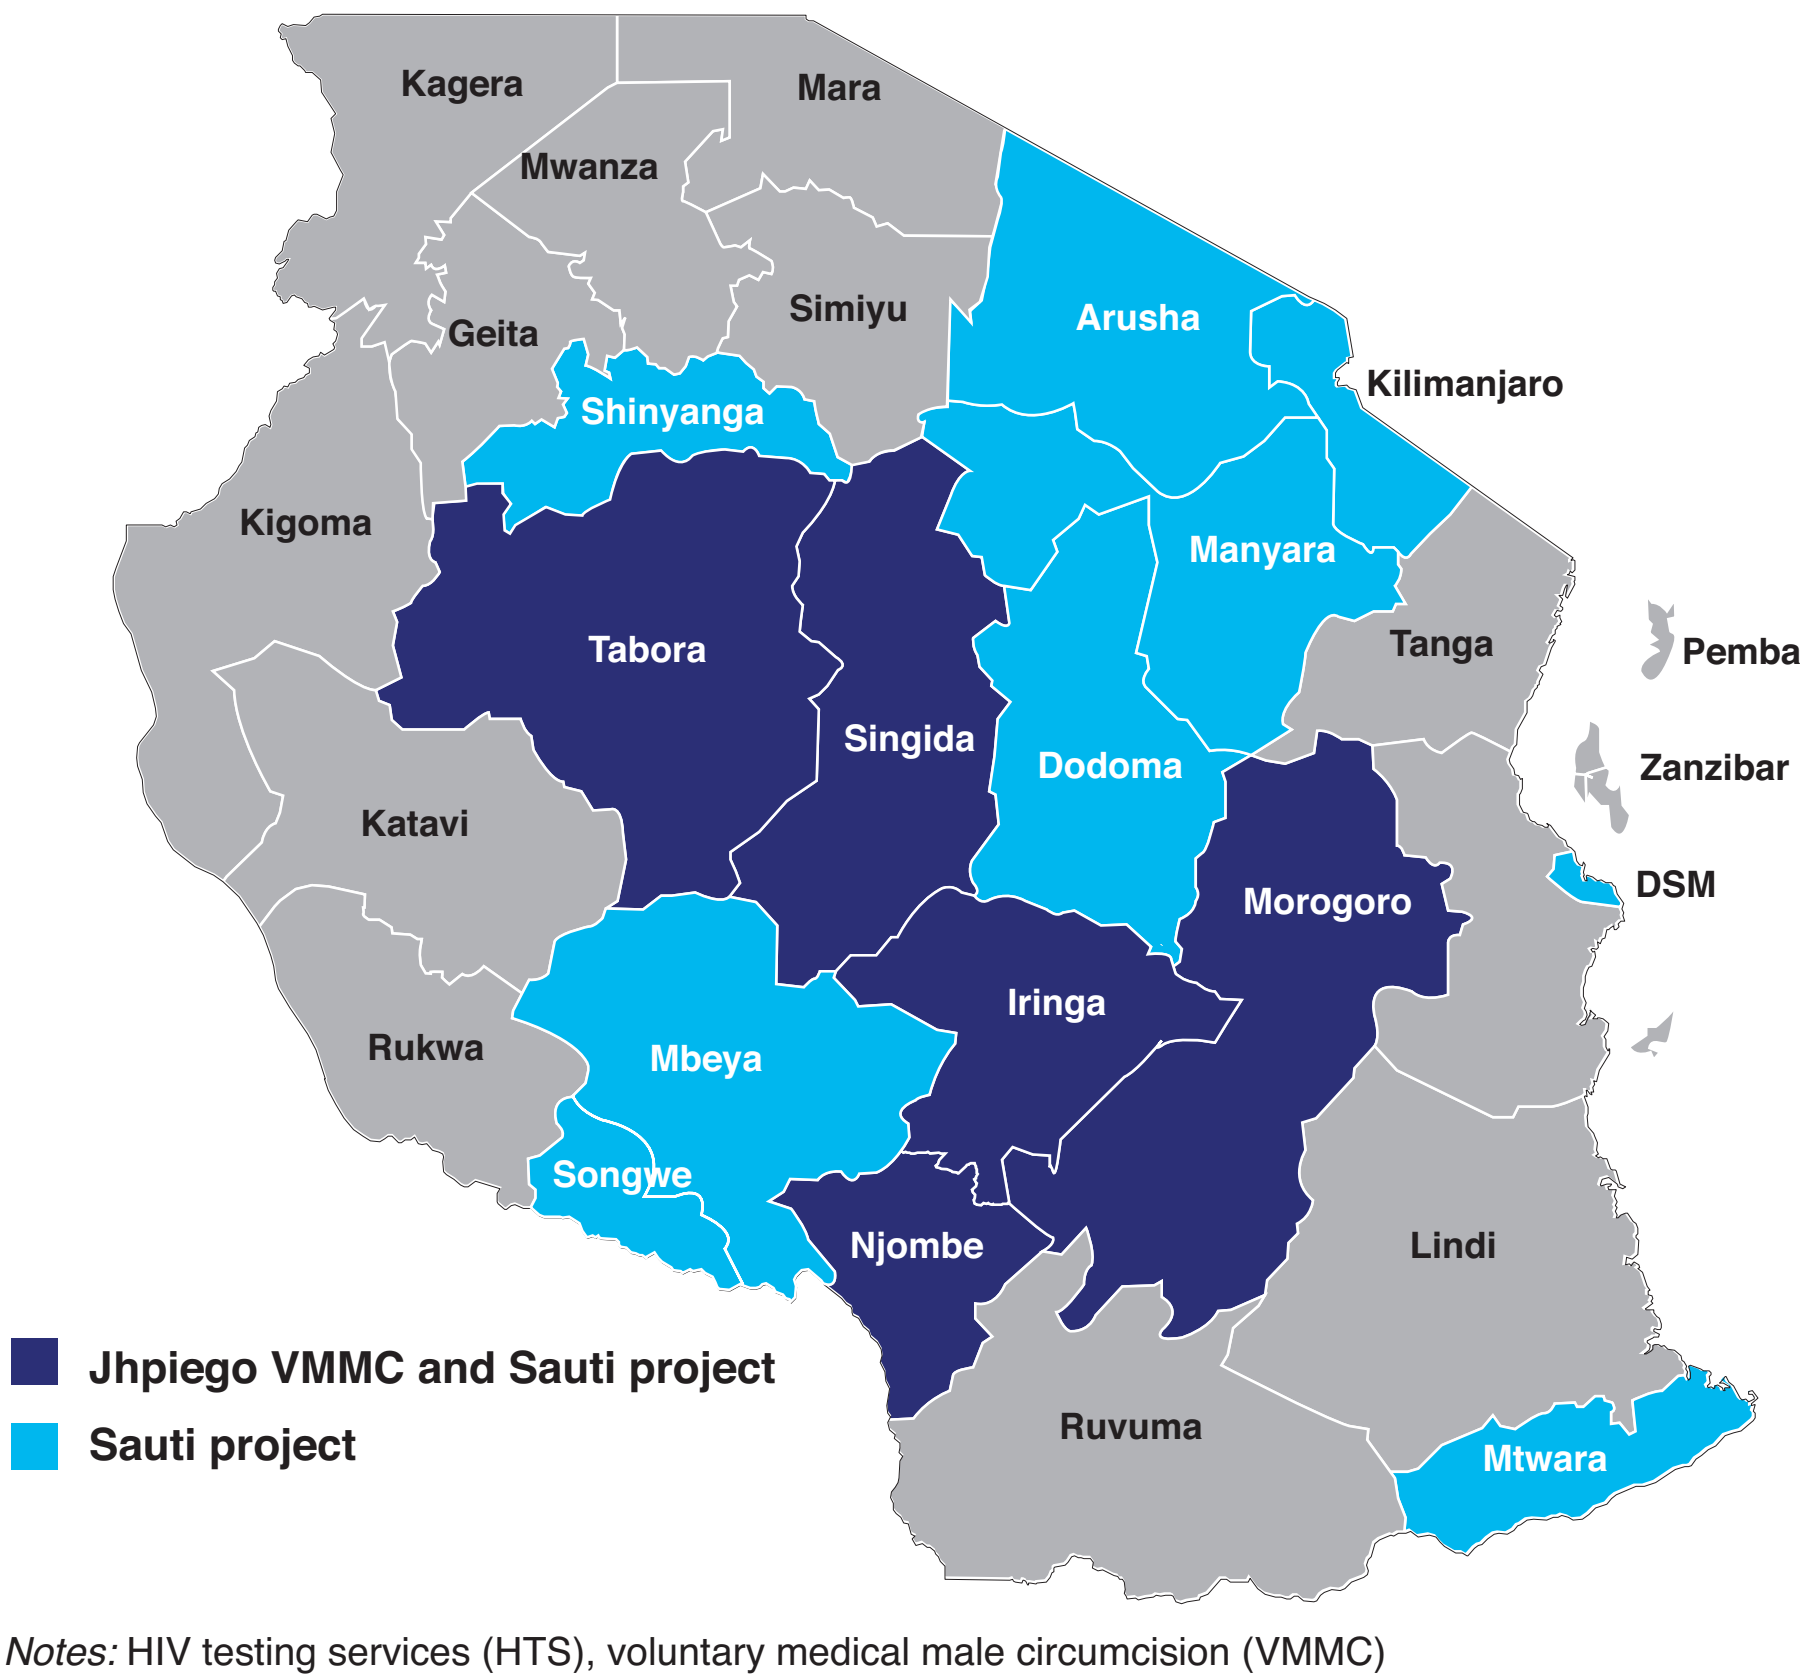 Kagera
Mara
Mwanza
Simiyu
Arusha
Geita
Kilimanjaro
Shinyanga
Kigoma
Manyara
Tanga
Pemba
Tabora
Singida
Dodoma
Zanzibar
Katavi
DSM
Morogoro
Iringa
Rukwa
Mbeya
Songwe
Njombe
Lindi
Jhpiego VMMC and Sauti project
Ruvuma
Sauti project
Mtwara
Notes: HIV testing services (HTS), voluntary medical male circumcision (VMMC)